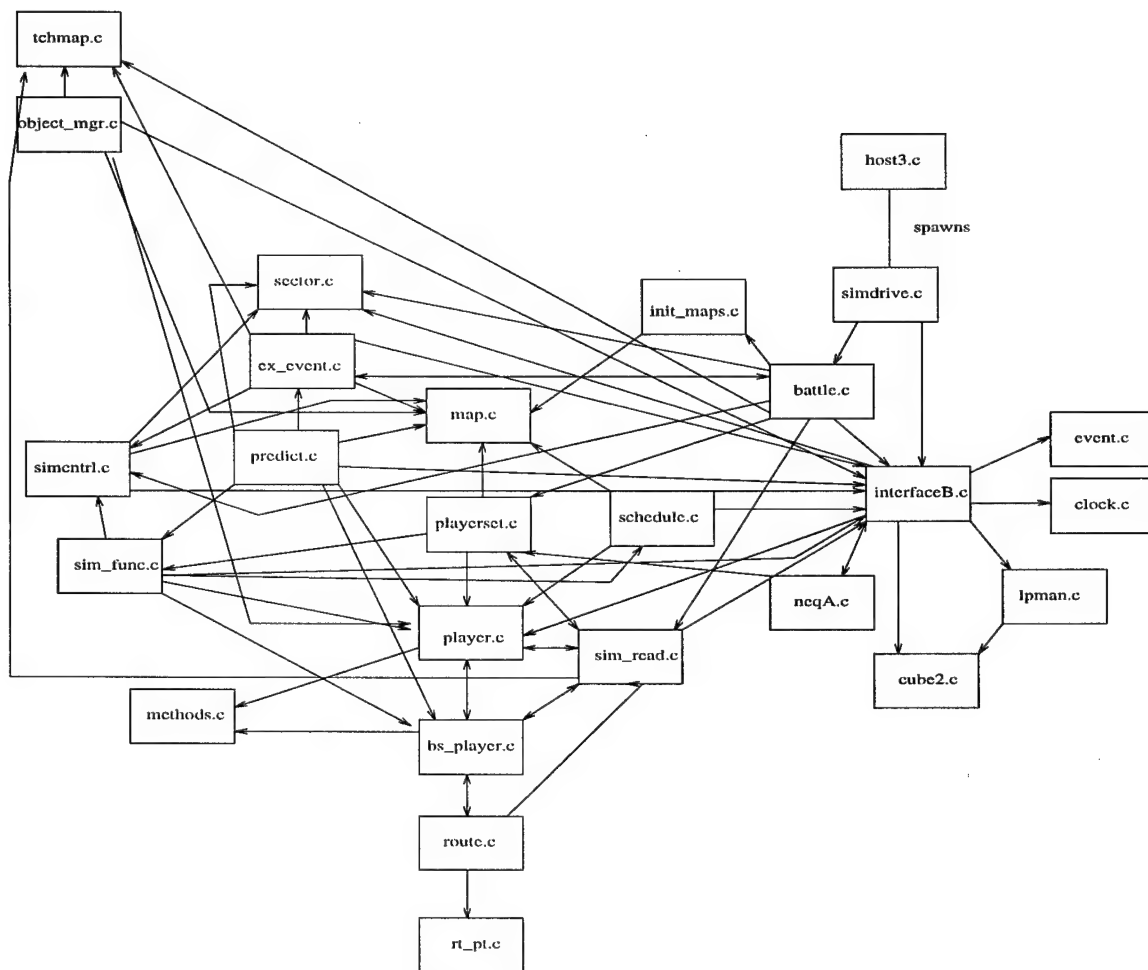 tchmap.c
object_mgr.c
host3.c
spawns
sector.c
simdrive.c
init_maps.c
ex_event.c
battle.c
map.c
event.c
predict.c
simcntrl.c
interfaceB.c
clock.c
playerset.c
schedule.c
sim_func.c
neqA.c
lpman.c
player.c
sim_read.c
cube2.c
methods.c
bs_player.c
route.c
rt_pt.c